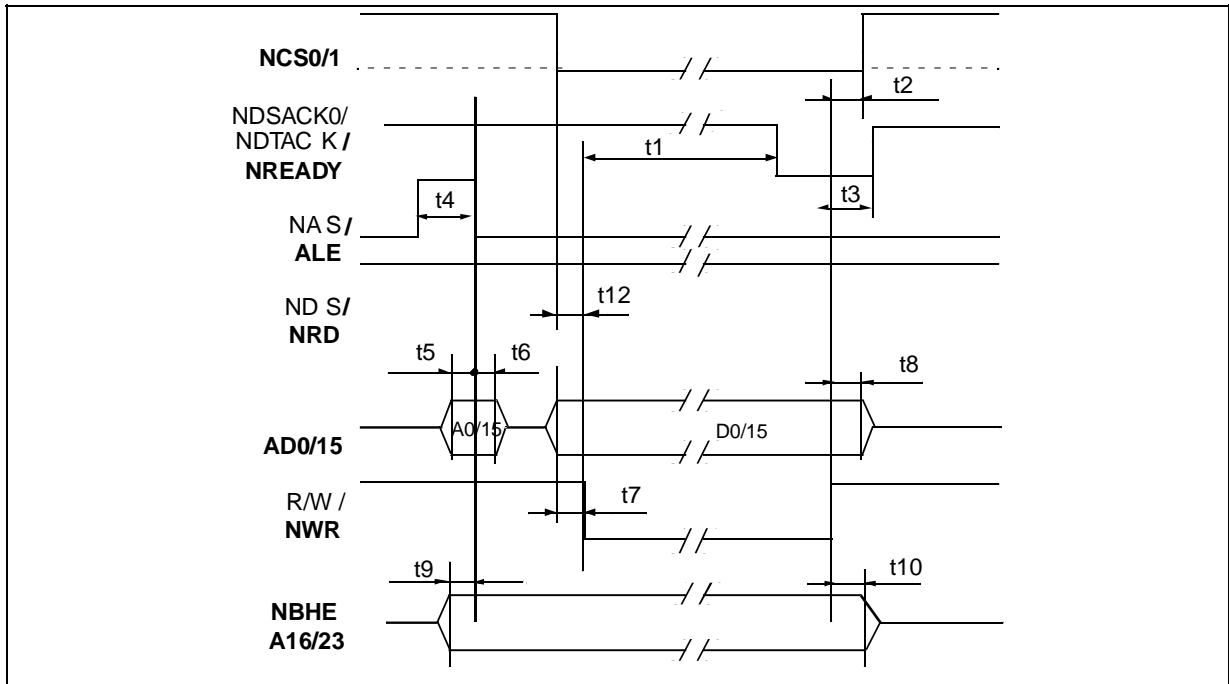 NCS0/1
t2
NDSACK0/
NDTAC K /
NREADY
t1
t4
t3
NA S/
ALE
t12
ND S/
NRD
t5
t6
t8
A0/15
D0/15
AD0/15
R/W /
NWR
t7
t9
t10
NBHE
A16/23